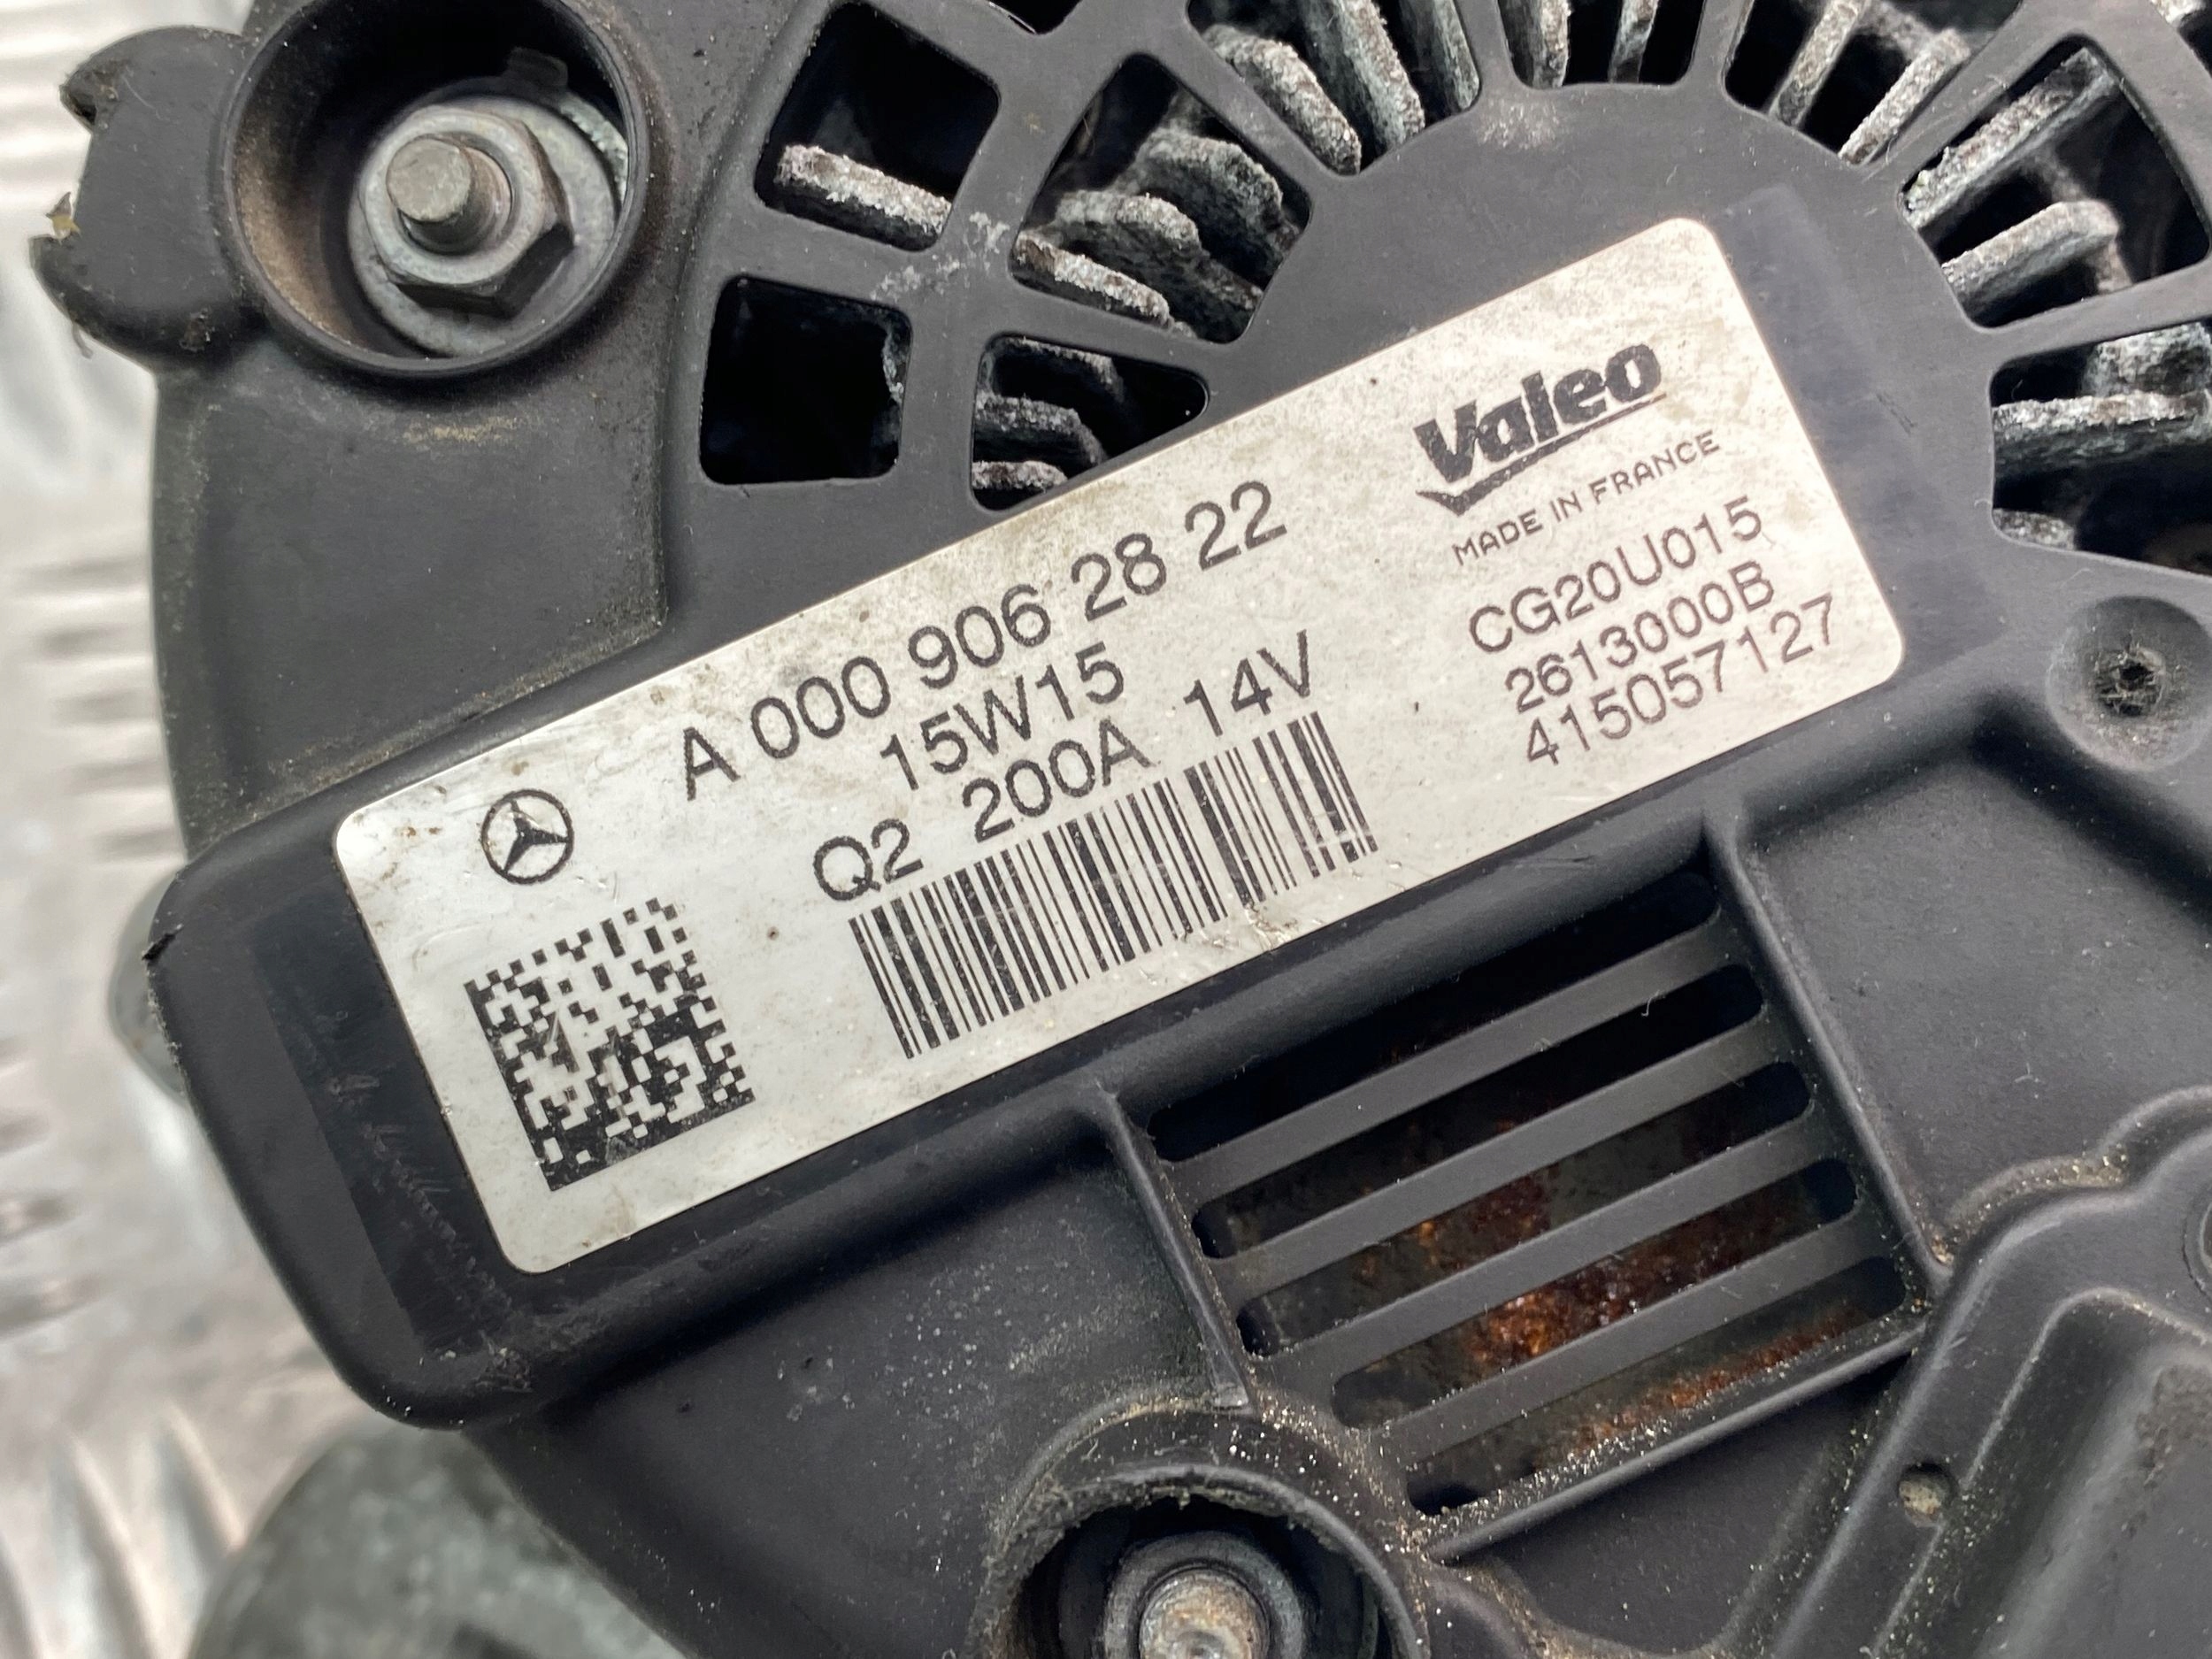 A 000 906 28 22
15W15
Q2 200A 14V
Valeo
MADE IN FRANCE
CG20U015
2613000B
415057127